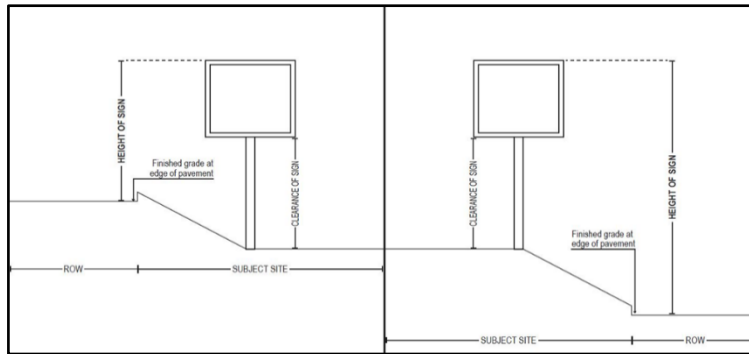 HEIGHT OF SIGN
Finished grade at
edge of pavement
CLEARANCE OF SIGN
ROW
SUBJECT SITE
CLEARANCE OF SIGN
HEIGHT OF SIGN
Finished grade at
edge of pavement
SUBJECT SITE
ROW